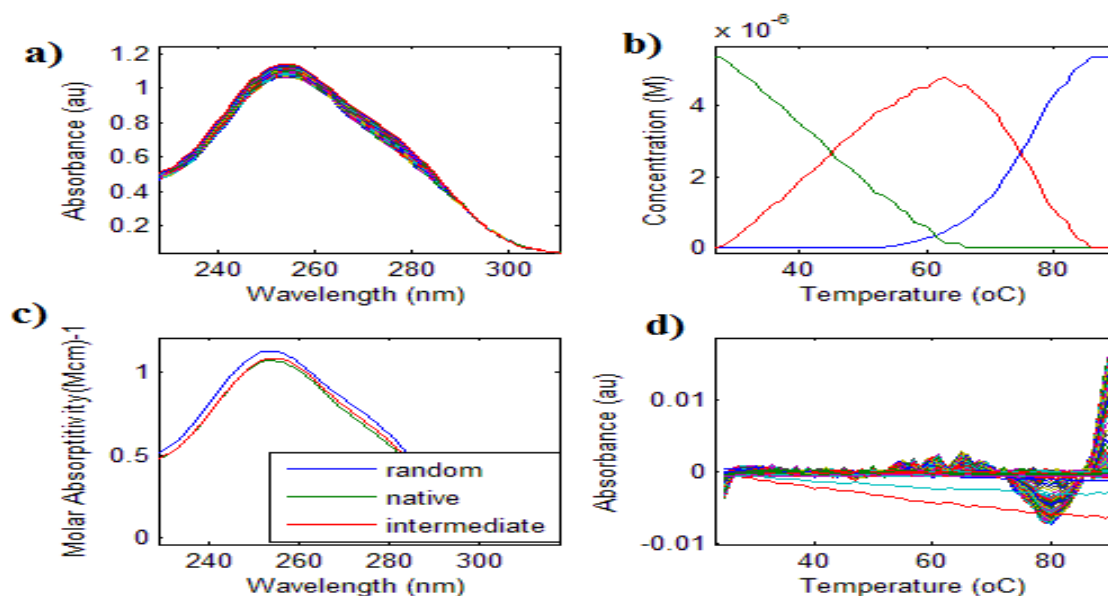 a)
Absorbance (au)
1.2
1
0.8
0.6
0.4
0.2
240 260 280 300
Wavelength (nm)
b)
x 10-6
Concentration (M)
4
2
0
40 60 80
Temperature (oC)
c)
Molar Absorptitivity(Mcm)-1
1
0.5
0
random
native
intermediate
240 260 280 300
Wavelength (nm)
d)
Absorbance (au)
0.01
0
-0.01
40 60 80
Temperature (oC)